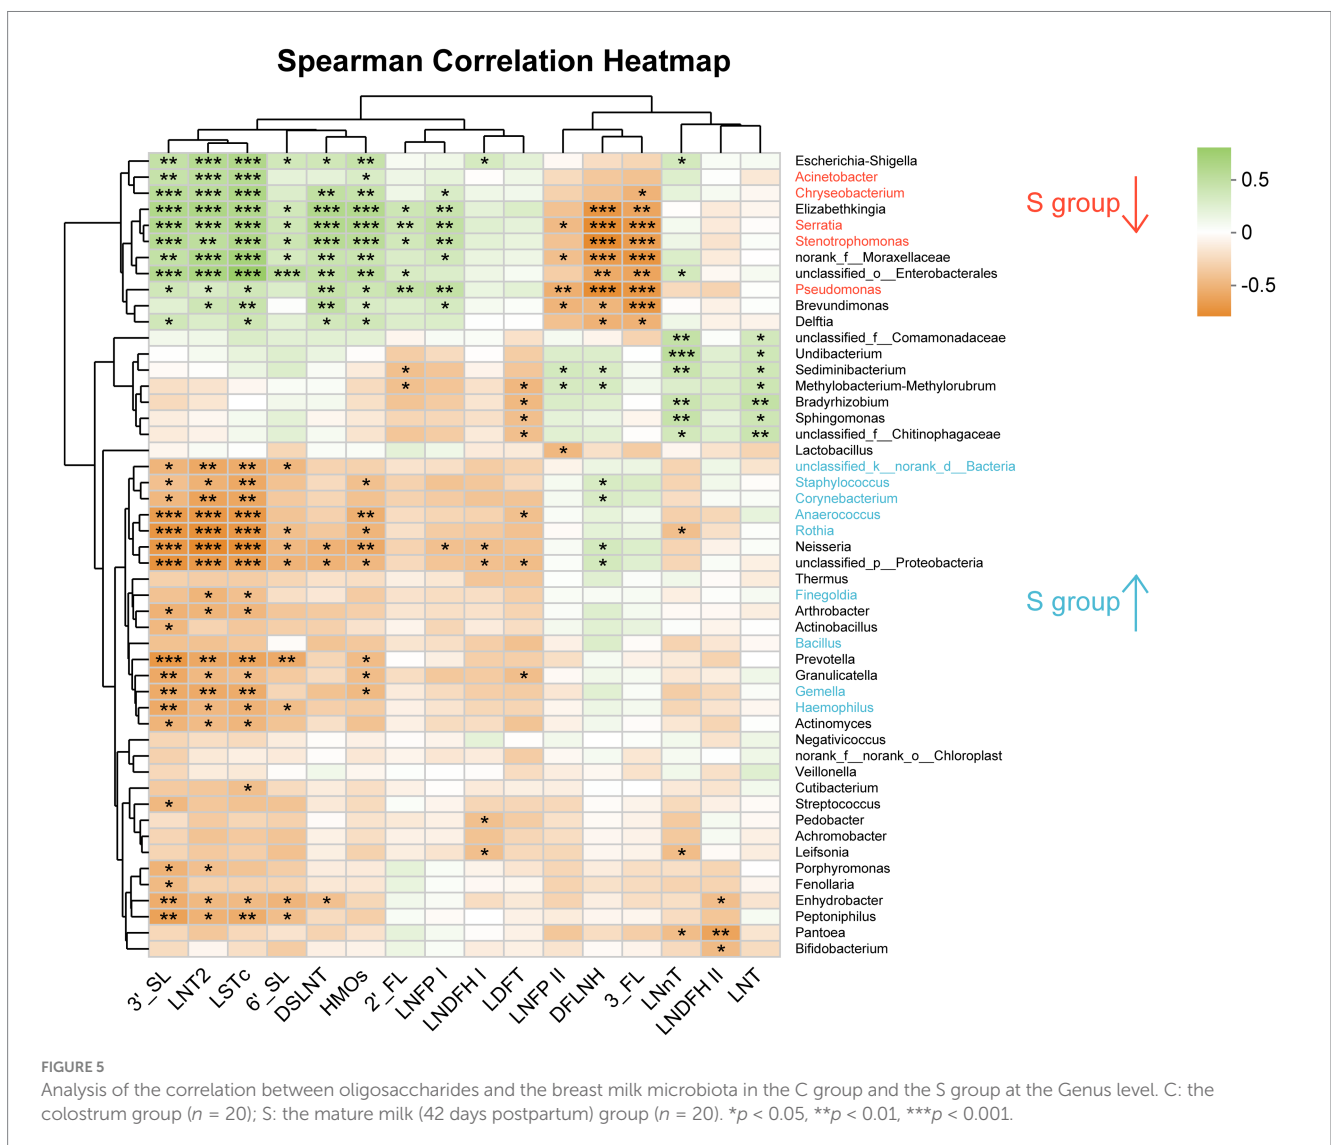 Spearman Correlation Heatmap
** *** *** * * ** * * Escherichia-Shigella
** *** *** * Acinetobacter
*** *** *** ** ** * * Chryseobacterium
*** *** *** * *** *** * ** *** ** Elizabethkingia
*** *** *** * *** *** ** ** * *** *** Serratia
*** ** *** * *** *** * ** *** *** Stenotrophomonas
** *** *** * ** ** * * *** *** norank_f__Moraxellaceae
*** *** *** *** ** ** * ** ** * unclassified_o__Enterobacterales
* * * ** * ** ** ** *** *** Pseudomonas
* ** ** * * * * *** Brevundimonas
* * * * * * Delftia
** * unclassified_f__Comamonadaceae
*** * Undibacterium
* * * ** * Sediminibacterium
* * * * * Methylobacterium-Methylorubrum
* ** ** Bradyrhizobium
* ** * Sphingomonas
* * ** unclassified_f__Chitinophagaceae
* Lactobacillus
* ** ** * unclassified_k__norank_d__Bacteria
* * ** * * Staphylococcus
* ** ** * Corynebacterium
*** *** *** ** * Anaerococcus
*** *** *** * * * Rothia
*** *** *** * * ** * * * Neisseria
*** *** *** * * * * * * unclassified_p__Proteobacteria
Thermus
* * Finegoldia
* * * Arthrobacter
* Actinobacillus
Bacillus
*** ** ** ** * Prevotella
** * * * * Granulicatella
** ** ** * Gemella
** * * * Haemophilus
* * * Actinomyces
Negativicoccus
norank_f__norank_o__Chloroplast
Veillonella
* Cutibacterium
* Streptococcus
* Pedobacter
Achromobacter
* * Leifsonia
* * Porphyromonas
* Fenollaria
** * * * * * Enhydrobacter
** * ** * Peptoniphilus
* ** Pantoea
* Bifidobacterium
3'_SL
LNT2
LSTc
6'_SL
DSLNT
HMOs
2'_FL
LNFP I
LNDFH I
LDFT
LNFP II
DFLNH
3_FL
LNnT
LNDFH II
LNT
S group
S group
0.5
0
-0.5
FIGURE 5
Analysis of the correlation between oligosaccharides and the breast milk microbiota in the C group and the S group at the Genus level. C: the
colostrum group (n = 20); S: the mature milk (42 days postpartum) group (n = 20). *p < 0.05, **p < 0.01, ***p < 0.001.